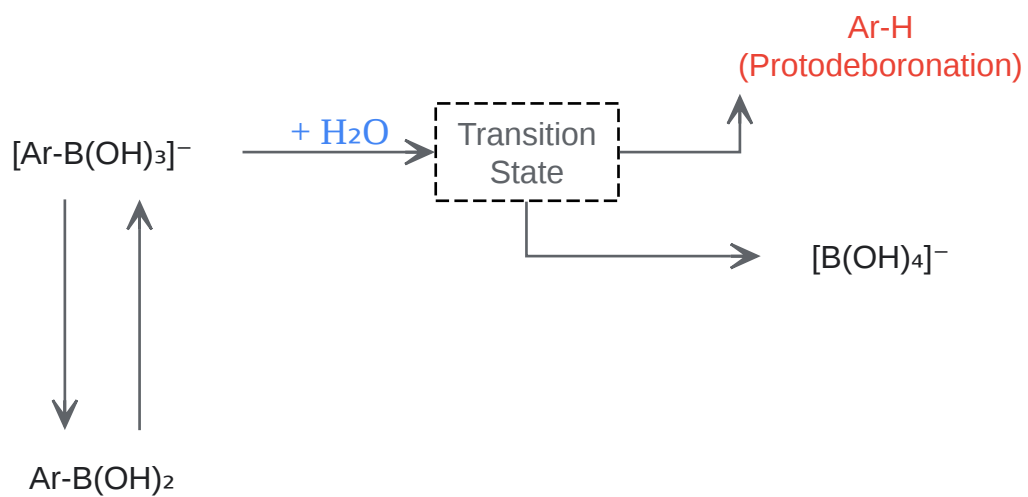 Ar-H
(Protodeboronation)
+ H₂O
Transition
State
[Ar-B(OH)₃]⁻
[B(OH)₄]⁻
Ar-B(OH)₂